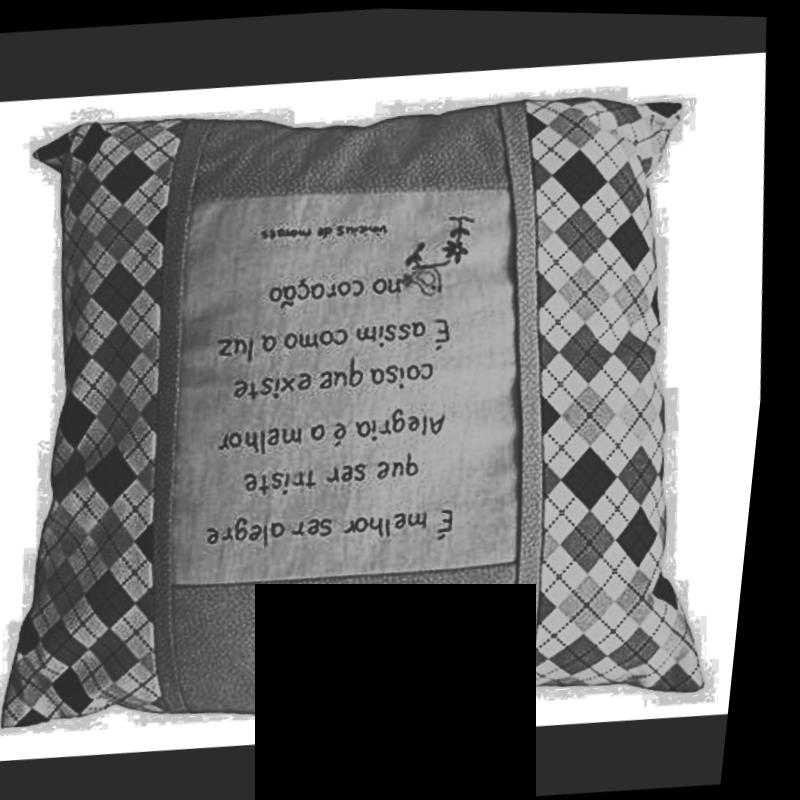 É melhor ser alegre
que ser triste
Alegria é a melhor
coisa que existe
É assim como a luz
no coração
vinicius de moraes